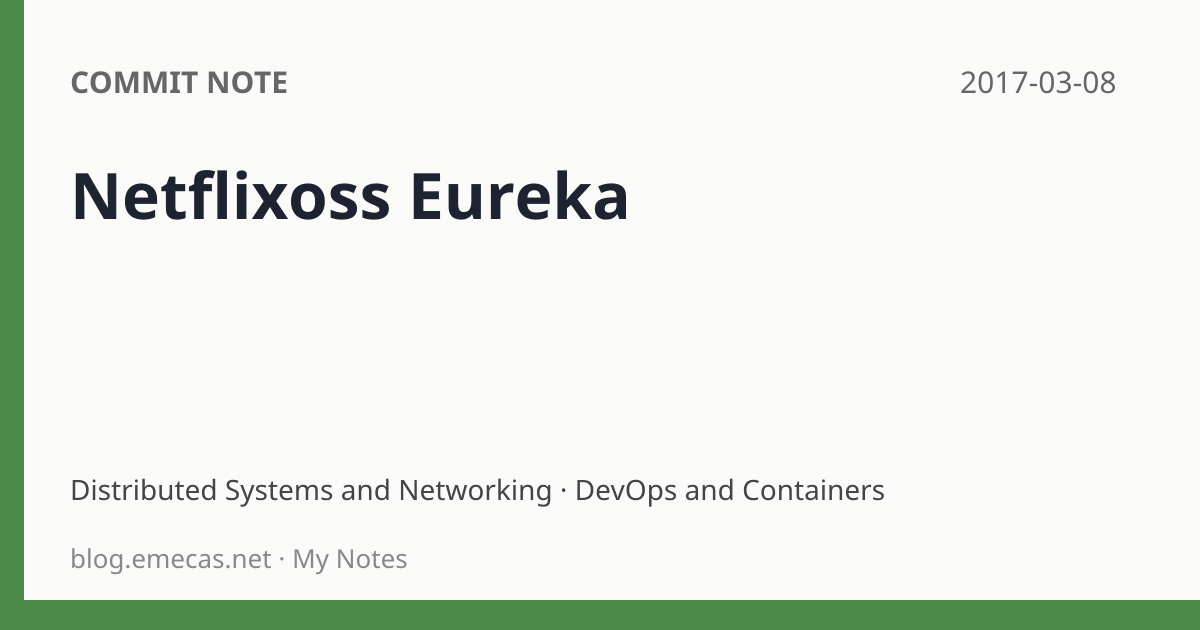 COMMIT NOTE
2017-03-08
Netflixoss Eureka
Distributed Systems and Networking · DevOps and Containers
blog.emecas.net · My Notes